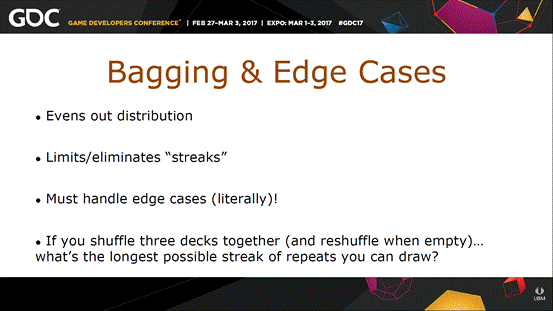 GDC GAME DEVELOPERS CONFERENCE® | FEB 27-MAR 3, 2017 | EXPO: MAR 1-3, 2017 #GDC17
Bagging & Edge Cases
● Evens out distribution
● Limits/eliminates “streaks”
● Must handle edge cases (literally)!
● If you shuffle three decks together (and reshuffle when empty)…
what’s the longest possible streak of repeats you can draw?
UBM